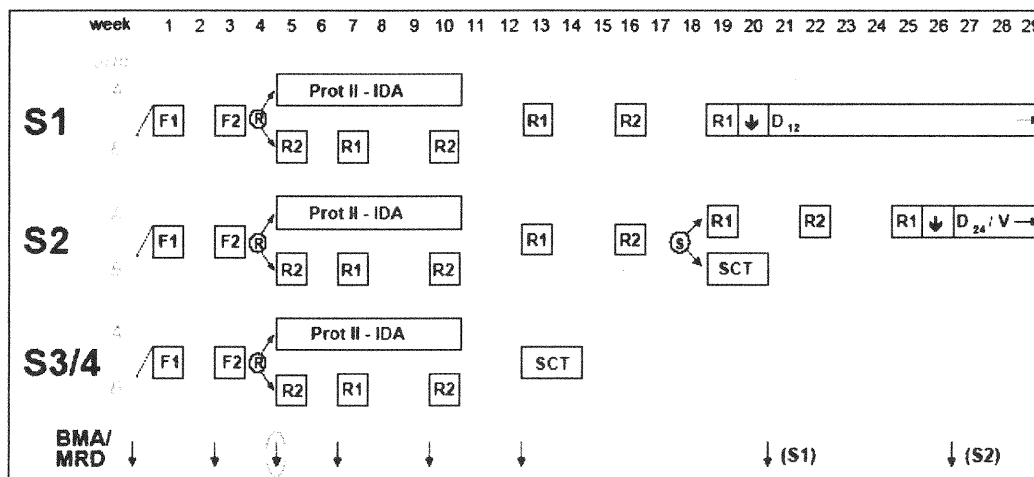 week 1 2 3 4 5 6 7 8 9 10 11 12 13 14 15 16 17 18 19 20 21 22 23 24 25 26 27 28 29
A Prot II - IDA
S1 F1 F2 R R1 R2 R1 D 12
R2 R1 R2
A Prot II - IDA R1 R2 R1 D 24 / V
S2 F1 F2 R R1 R2 S
B R2 R1 R2 SCT
A Prot II - IDA
S3/4 F1 F2 R SCT
B R2 R1 R2
BMA/
MRD (S1) (S2)